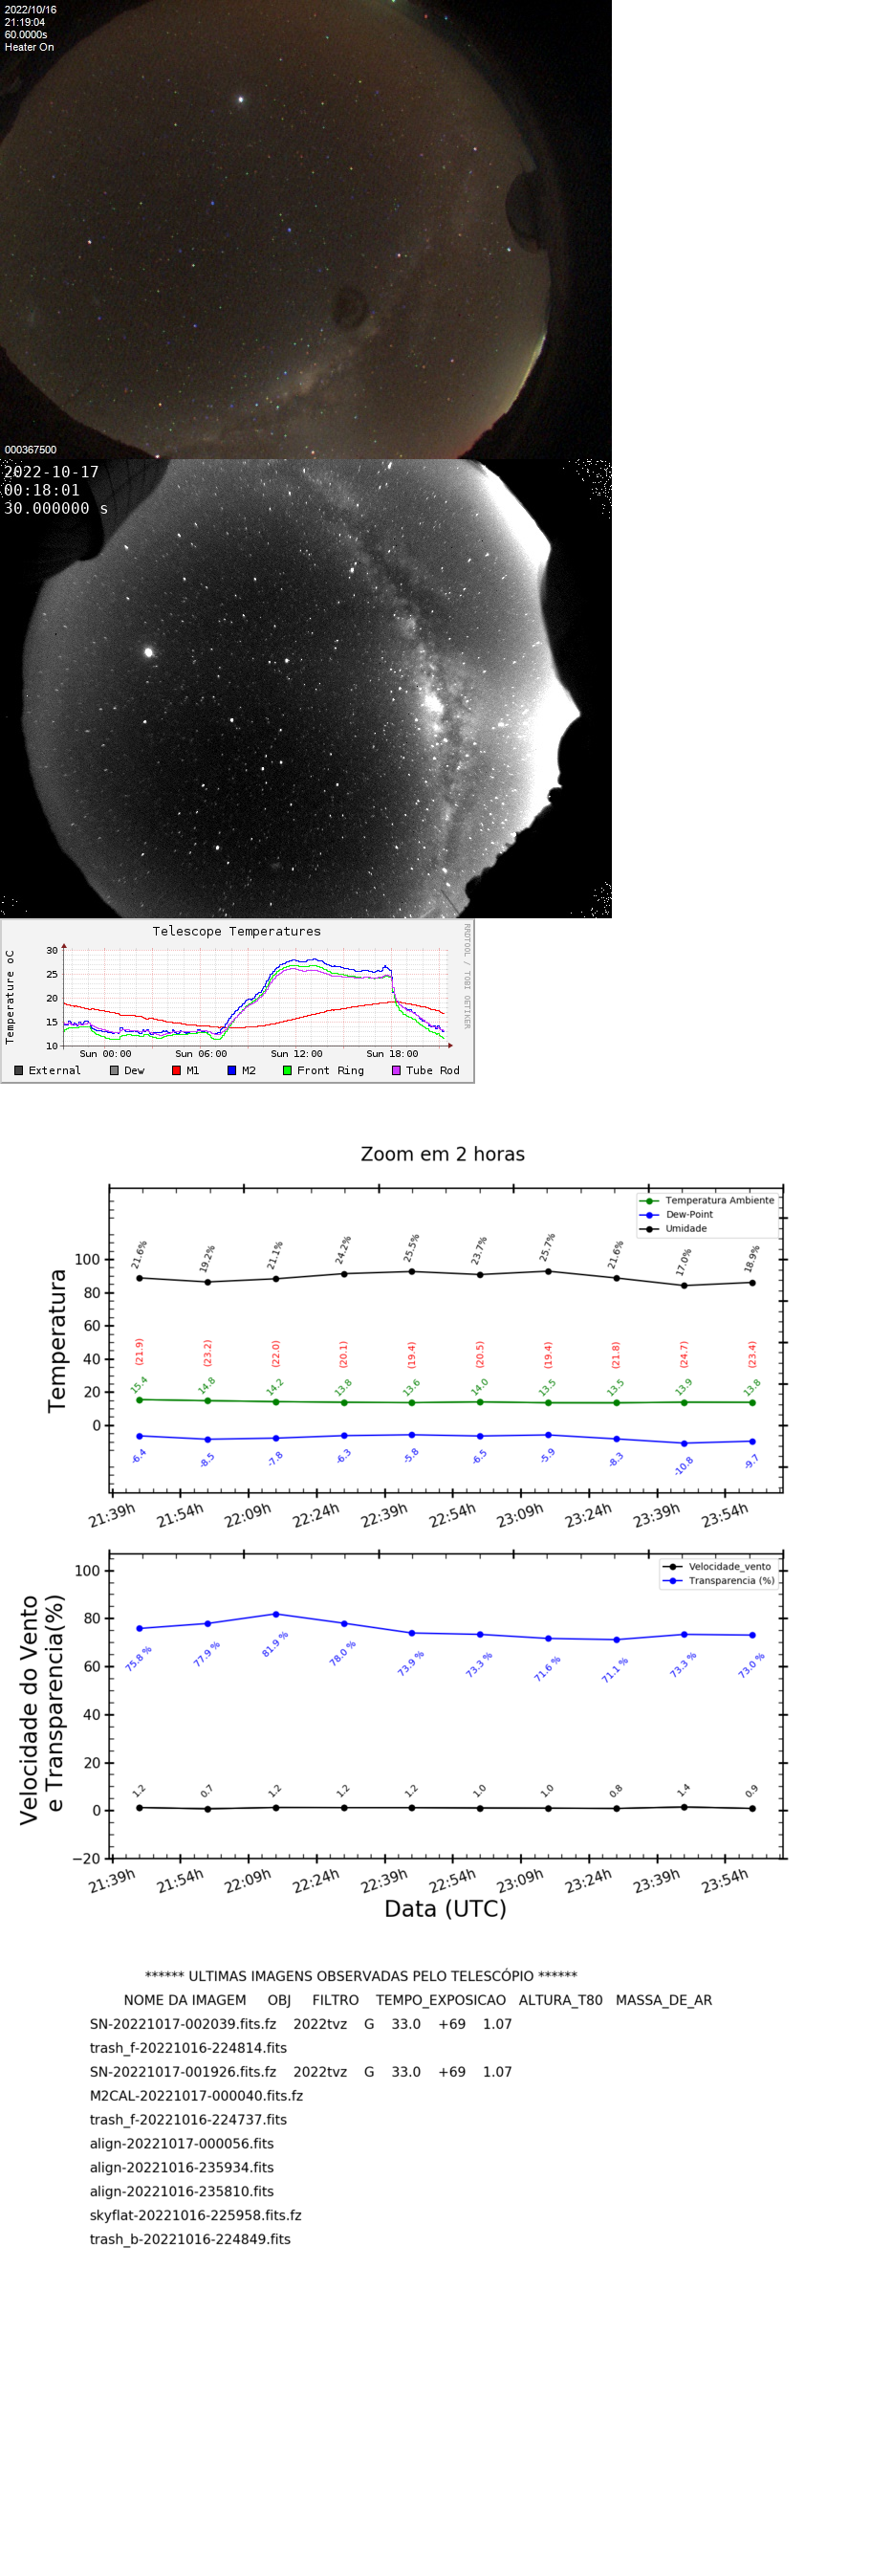 2022/10/16
21:19:04
60.0000s
Heater On
000367500
2022-10-17
00:18:01
30.000000 s
Telescope Temperatures
RRDTOOL / TOBI OETIKER
Temperature oC
30
25
20
15
10
Sun 00:00 Sun 06:00 Sun 12:00 Sun 18:00
External Dew M1 M2 Front Ring Tube Rod
Zoom em 2 horas
Temperatura Ambiente
Dew-Point
Umidade
Temperatura
100
80
60
40
20
0
21.6% 19.2% 21.1% 24.2% 25.5% 23.7% 25.7% 21.6% 17.0% 18.9%
(21.9) (23.2) (22.0) (20.1) (19.4) (20.5) (19.4) (21.8) (24.7) (23.4)
15.4 14.8 14.2 13.8 13.6 14.0 13.5 13.5 13.9 13.8
-6.4 -8.5 -7.8 -6.3 -5.8 -6.5 -5.9 -8.3 -10.8 -9.7
21:39h 21:54h 22:09h 22:24h 22:39h 22:54h 23:09h 23:24h 23:39h 23:54h
Velocidade_vento
Transparencia (%)
Velocidade do Vento
e Transparencia(%)
100
80
60
40
20
0
−20
75.8 % 77.9 % 81.9 % 78.0 % 73.9 % 73.3 % 71.6 % 71.1 % 73.3 % 73.0 %
1.2 0.7 1.2 1.2 1.2 1.0 1.0 0.8 1.4 0.9
21:39h 21:54h 22:09h 22:24h 22:39h 22:54h 23:09h 23:24h 23:39h 23:54h
Data (UTC)
****** ULTIMAS IMAGENS OBSERVADAS PELO TELESCÓPIO ******
NOME DA IMAGEM OBJ FILTRO TEMPO_EXPOSICAO ALTURA_T80 MASSA_DE_AR
SN-20221017-002039.fits.fz 2022tvz G 33.0 +69 1.07
trash_f-20221016-224814.fits
SN-20221017-001926.fits.fz 2022tvz G 33.0 +69 1.07
M2CAL-20221017-000040.fits.fz
trash_f-20221016-224737.fits
align-20221017-000056.fits
align-20221016-235934.fits
align-20221016-235810.fits
skyflat-20221016-225958.fits.fz
trash_b-20221016-224849.fits